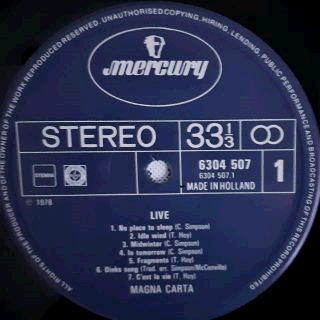 ALL RIGHTS OF THE PRODUCER AND OF THE OWNER OF THE WORK REPRODUCED RESERVED. UNAUTHORISED COPYING, HIRING, LENDING, PUBLIC PERFORMANCE AND BROADCASTING OF THIS RECORD PROHIBITED
mercury
STEREO 33 1/3
STEMRA
6304 507
6304 507.1
MADE IN HOLLAND
1
℗ 1978
LIVE
1. No place to sleep (C. Simpson)
2. Idle wind (T. Hoy)
3. Midwinter (C. Simpson)
4. In tomorrow (C. Simpson)
5. Fragments (T. Hoy)
6. Dinks song (Trad. arr. Simpson/McConville)
7. C'est la vie (T. Hoy)
MAGNA CARTA